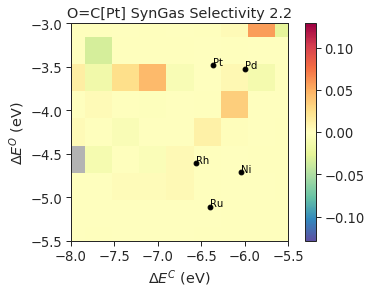 O=C[Pt] SynGas Selectivity 2.2
−3.0
−3.5
−4.0
−4.5
−5.0
−5.5
ΔE^O (eV)
Pt
Pd
Rh
Ni
Ru
−8.0 −7.5 −7.0 −6.5 −6.0 −5.5
ΔE^C (eV)
0.10
0.05
0.00
−0.05
−0.10